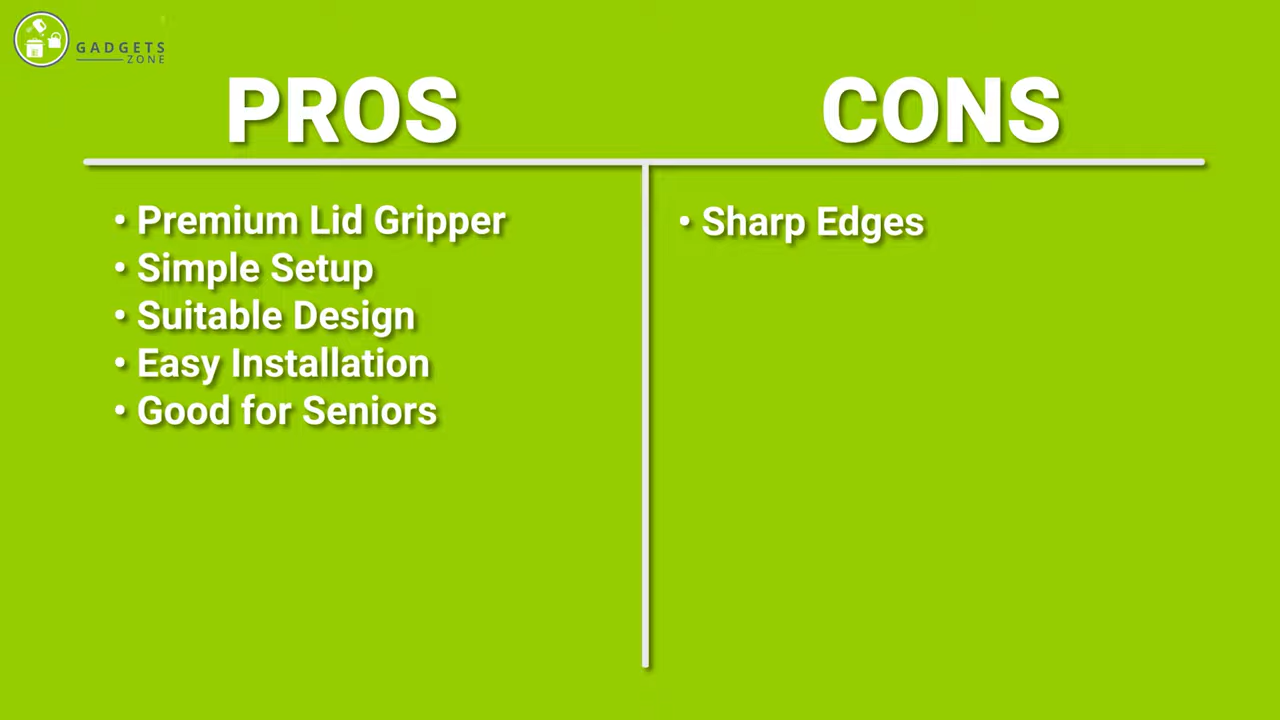 GADGETS
ZONE
PROS
CONS
• Premium Lid Gripper
• Simple Setup
• Suitable Design
• Easy Installation
• Good for Seniors
• Sharp Edges